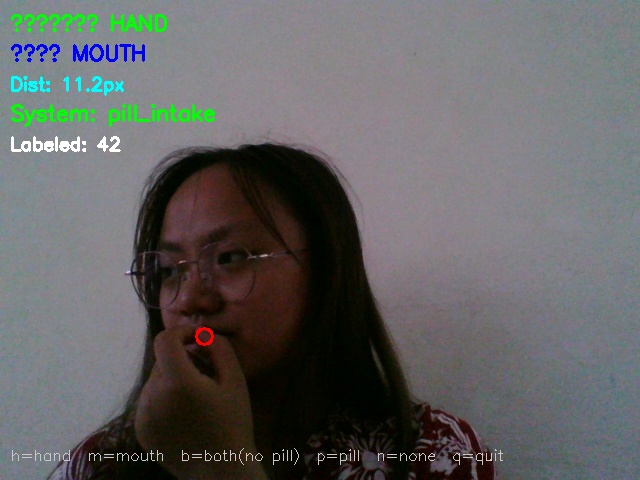 ??????? HAND
???? MOUTH
Dist: 11.2px
System: pill_intake
Labeled: 42
h=hand m=mouth b=both(no pill) p=pill n=none q=quit